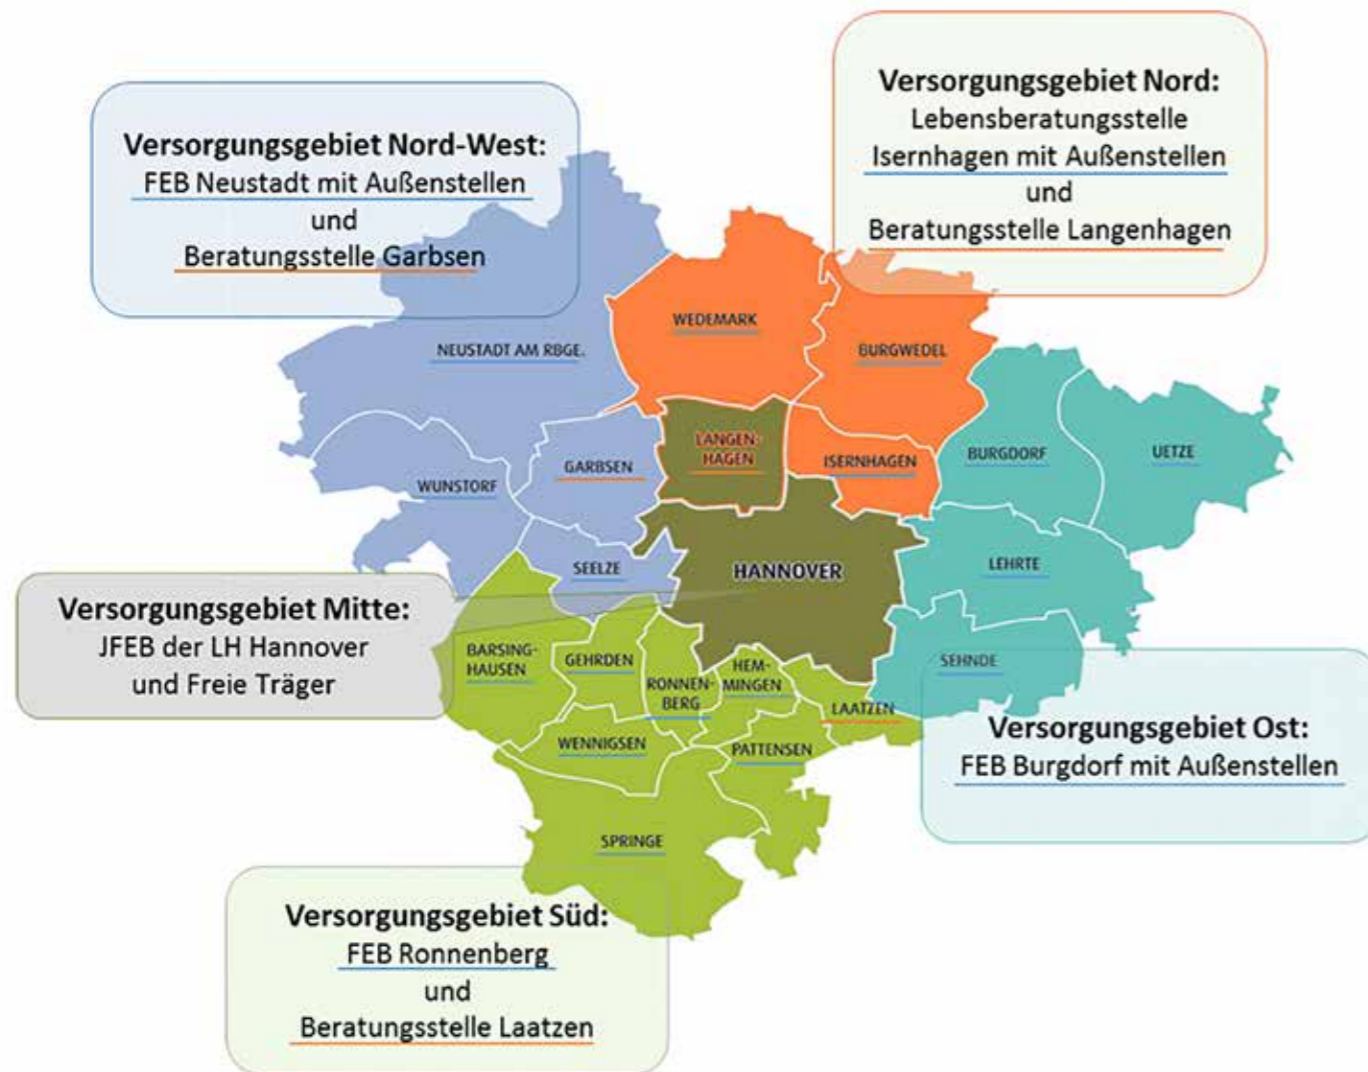 Versorgungsgebiet Nord-West:
FEB Neustadt mit Außenstellen
und
Beratungsstelle Garbsen
Versorgungsgebiet Nord:
Lebensberatungsstelle
Isernhagen mit Außenstellen
und
Beratungsstelle Langenhagen
WEDEMARK
NEUSTADT AM RBGE.
BURGWEDEL
LANGEN-
HAGEN
GARBSEN
ISERNHAGEN
BURGDORF
UETZE
WUNSTORF
SEELZE
HANNOVER
LEHRTE
Versorgungsgebiet Mitte:
JFEB der LH Hannover
und Freie Träger
BARSING-
HAUSEN
GEHRDEN
RONNEN-
BERG
HEM-
MINGEN
LAATZEN
SEHNDE
WENNIGSEN
PATTENSEN
SPRINGE
Versorgungsgebiet Ost:
FEB Burgdorf mit Außenstellen
Versorgungsgebiet Süd:
FEB Ronnenberg
und
Beratungsstelle Laatzen